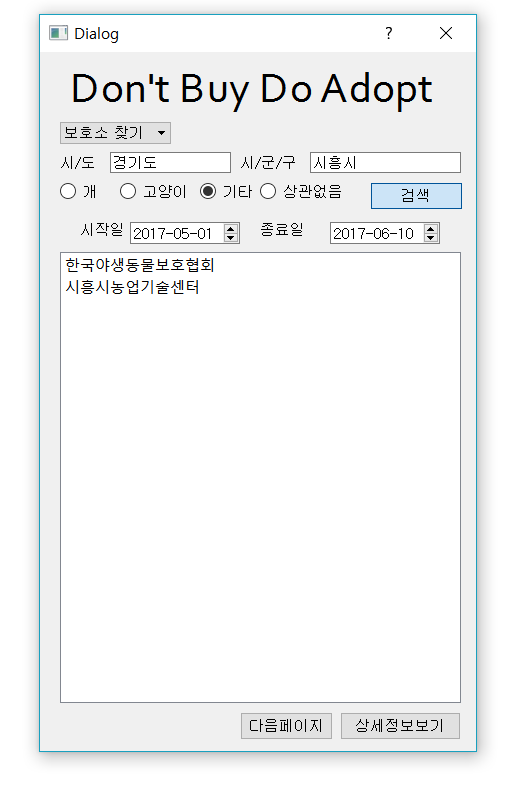 Dialog ?
Don't Buy Do Adopt
보호소 찾기
시/도 경기도 시/군/구 시흥시
개 고양이 기타 상관없음 검색
시작일 2017-05-01 종료일 2017-06-10
한국야생동물보호협회
시흥시농업기술센터
다음페이지 상세정보보기